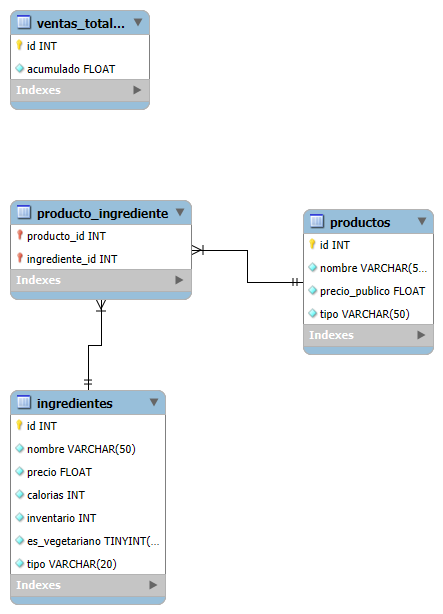 ventas_total...
id INT
acumulado FLOAT
Indexes
producto_ingrediente
producto_id INT
ingrediente_id INT
Indexes
productos
id INT
nombre VARCHAR(5...
precio_publico FLOAT
tipo VARCHAR(50)
Indexes
ingredientes
id INT
nombre VARCHAR(50)
precio FLOAT
calorias INT
inventario INT
es_vegetariano TINYINT(...
tipo VARCHAR(20)
Indexes